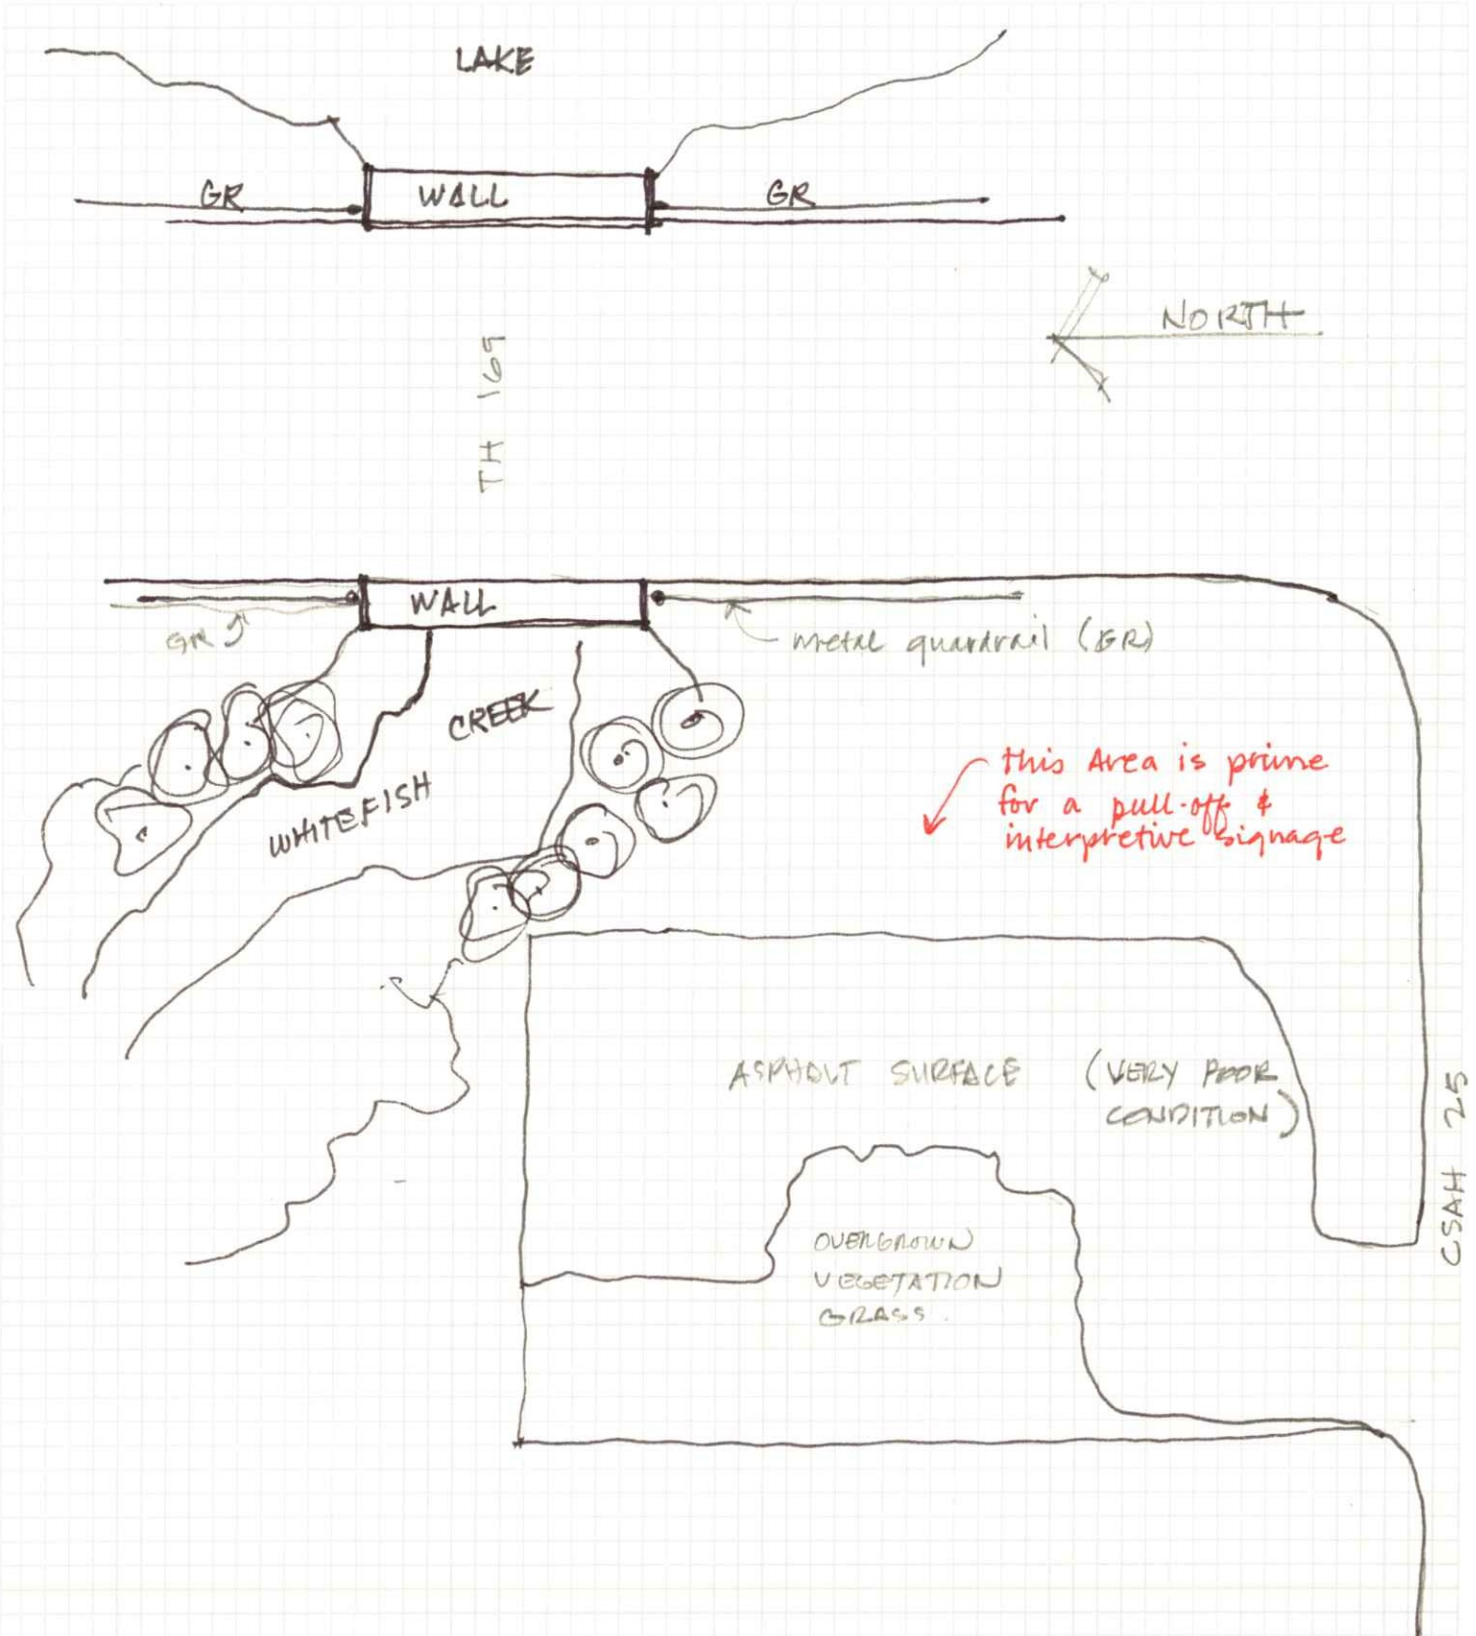 LAKE
GR
WALL
GR
NORTH
TH 169
WALL
GR
metal guardrail (GR)
CREEK
WHITEFISH
this Area is prime
for a pull-off &
interpretive signage
ASPHALT SURFACE (VERY POOR
CONDITION)
CSAH 25
OVERGROWN
VEGETATION
GRASS.